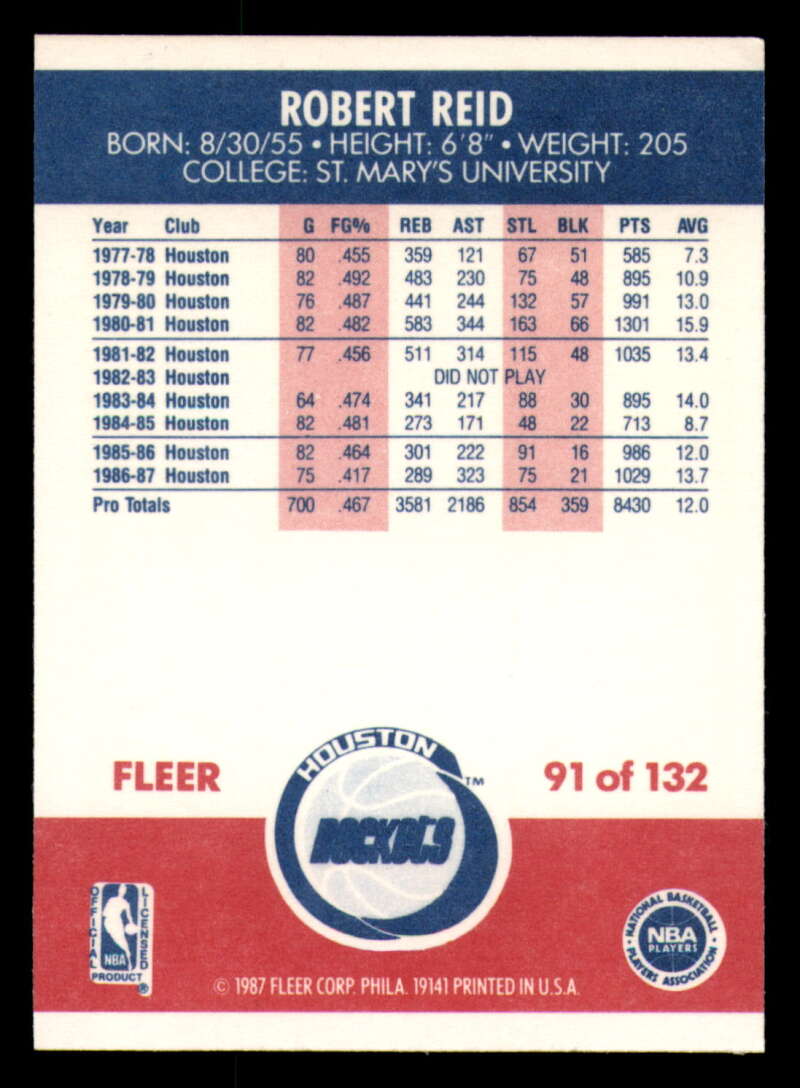 ROBERT REID
BORN: 8/30/55 • HEIGHT: 6'8" • WEIGHT: 205
COLLEGE: ST. MARY'S UNIVERSITY
Year Club G FG% REB AST STL BLK PTS AVG
1977-78 Houston 80 .455 359 121 67 51 585 7.3
1978-79 Houston 82 .492 483 230 75 48 895 10.9
1979-80 Houston 76 .487 441 244 132 57 991 13.0
1980-81 Houston 82 .482 583 344 163 66 1301 15.9
1981-82 Houston 77 .456 511 314 115 48 1035 13.4
1982-83 Houston DID NOT PLAY
1983-84 Houston 64 .474 341 217 88 30 895 14.0
1984-85 Houston 82 .481 273 171 48 22 713 8.7
1985-86 Houston 82 .464 301 222 91 16 986 12.0
1986-87 Houston 75 .417 289 323 75 21 1029 13.7
Pro Totals 700 .467 3581 2186 854 359 8430 12.0
FLEER
HOUSTON
ROCKETS
TM
91 of 132
OFFICIAL
LICENSED
NBA
PRODUCT
®
NATIONAL BASKETBALL
NBA
PLAYERS
PLAYERS ASSOCIATION
© 1987 FLEER CORP. PHILA. 19141 PRINTED IN U.S.A.